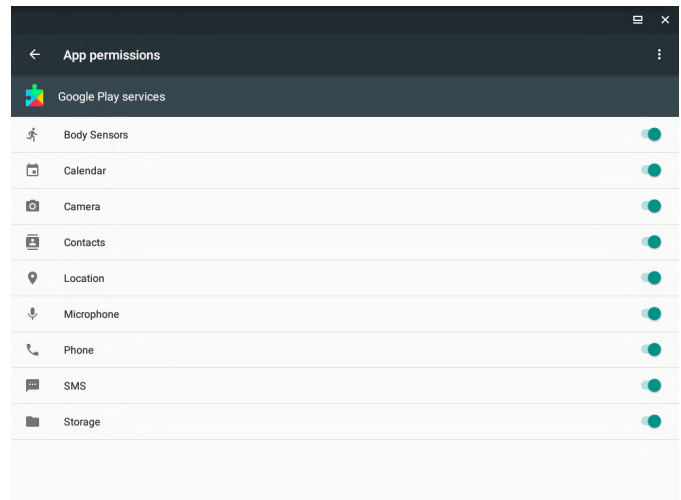 App permissions
Google Play services
Body Sensors
Calendar
Camera
Contacts
Location
Microphone
Phone
SMS
Storage